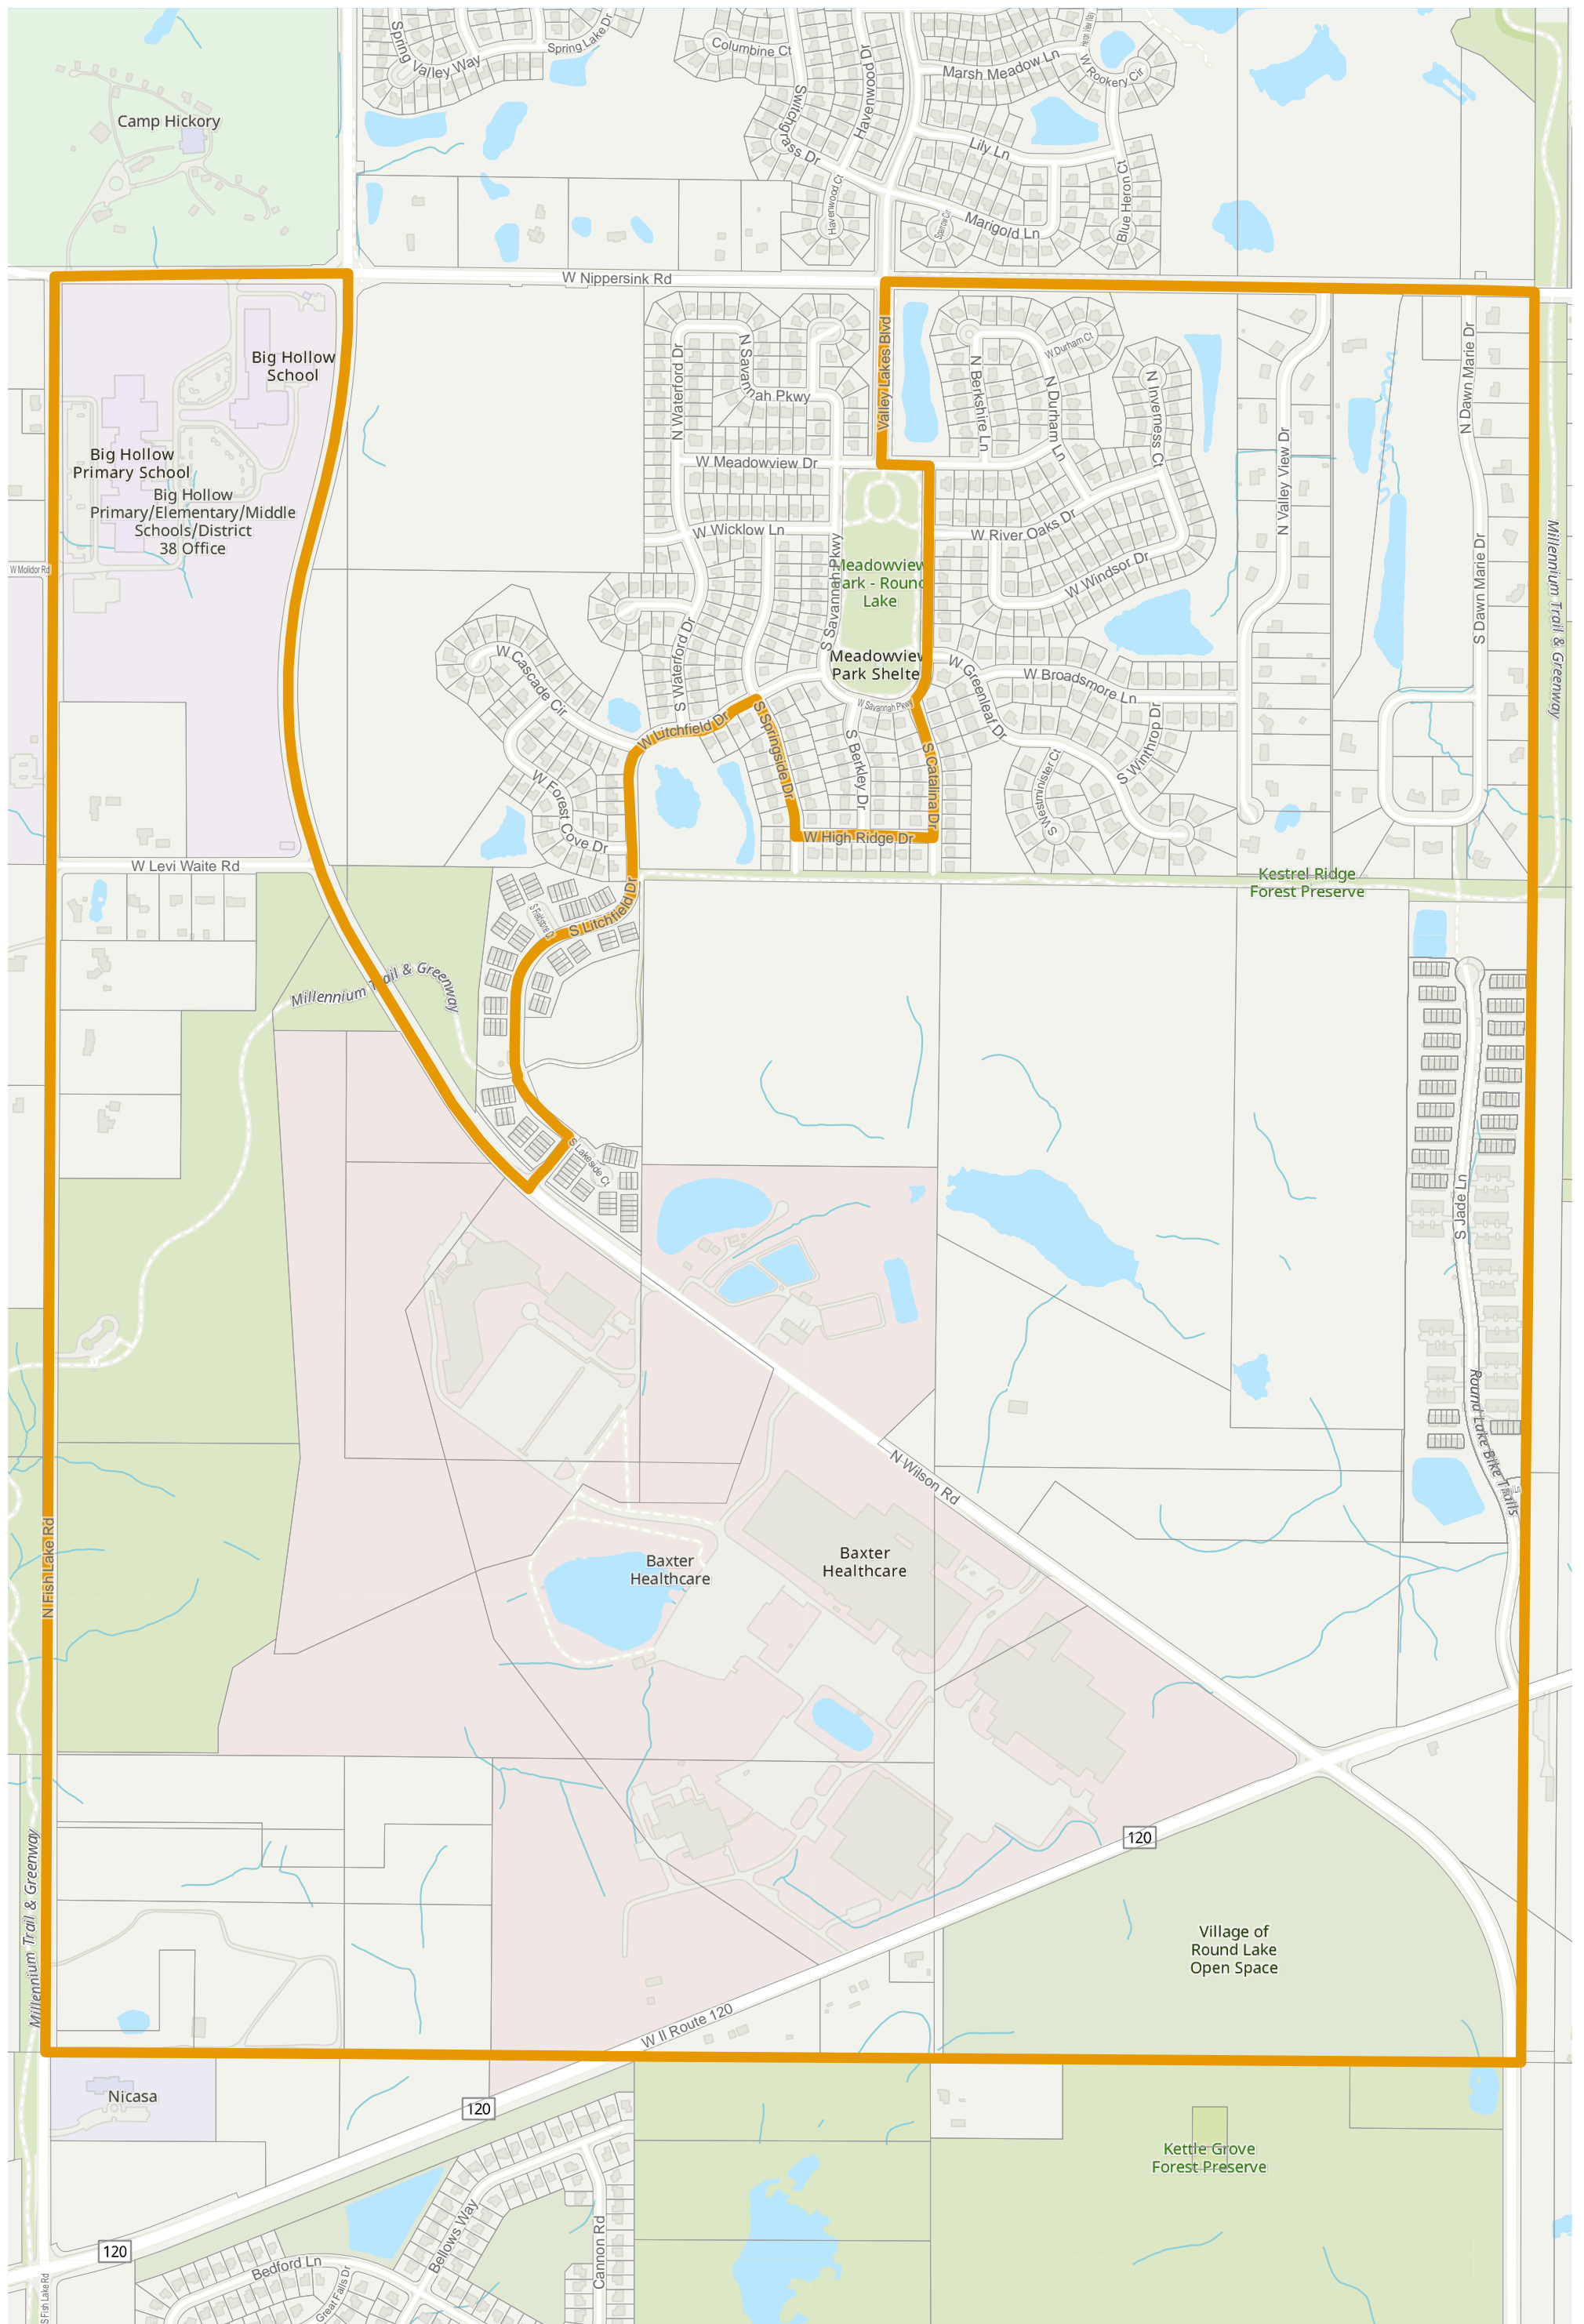 Spring Valley Way
Spring Lake Dr
Columbine Ct
Havenwood Dr
Switchgrass Dr
Marsh Meadow Ln
W Rookery Cir
Lily Ln
Camp Hickory
Havenwood Ct
Sparrow Ct
Marigold Ln
Blue Heron Ct
W Nippersink Rd
Big Hollow
School
Big Hollow
Primary School
Big Hollow
Primary/Elementary/Middle
Schools/District
38 Office
W Molidor Rd
N Waterford Dr
N Savannah Pkwy
Valley Lakes Blvd
W Durham Ct
N Berkshire Ln
N Durham Ln
N Inverness Ct
N Valley View Dr
N Dawn Marie Dr
W Meadowview Dr
W Wicklow Ln
W River Oaks Dr
W Windsor Dr
S Savannah Pkwy
Meadowview
Park - Round
Lake
Meadowview
Park Shelter
S Dawn Marie Dr
Millennium Trail & Greenway
W Cascade Cir
S Waterford Dr
W Litchfield Dr
S Springside Dr
W Savannah Pkwy
S Berkley Dr
S Catalina Dr
W Greenleaf Dr
W Broadsmore Ln
S Winthrop Dr
S Westminister Ct
W Forest Cove Dr
W High Ridge Dr
W Levi Waite Rd
Kestrel Ridge
Forest Preserve
S Litchfield Dr
Millennium Trail & Greenway
S Lakeside Ct
S Jade Ln
Round Lake Bike Trails
N Wilson Rd
N Fish Lake Rd
Baxter
Healthcare
Baxter
Healthcare
120
Village of
Round Lake
Open Space
Millennium Trail & Greenway
W Il Route 120
Nicasa
120
Kettle Grove
Forest Preserve
120
Bedford Ln
Great Falls Dr
Bellows Way
Cannon Rd
S Fish Lake Rd